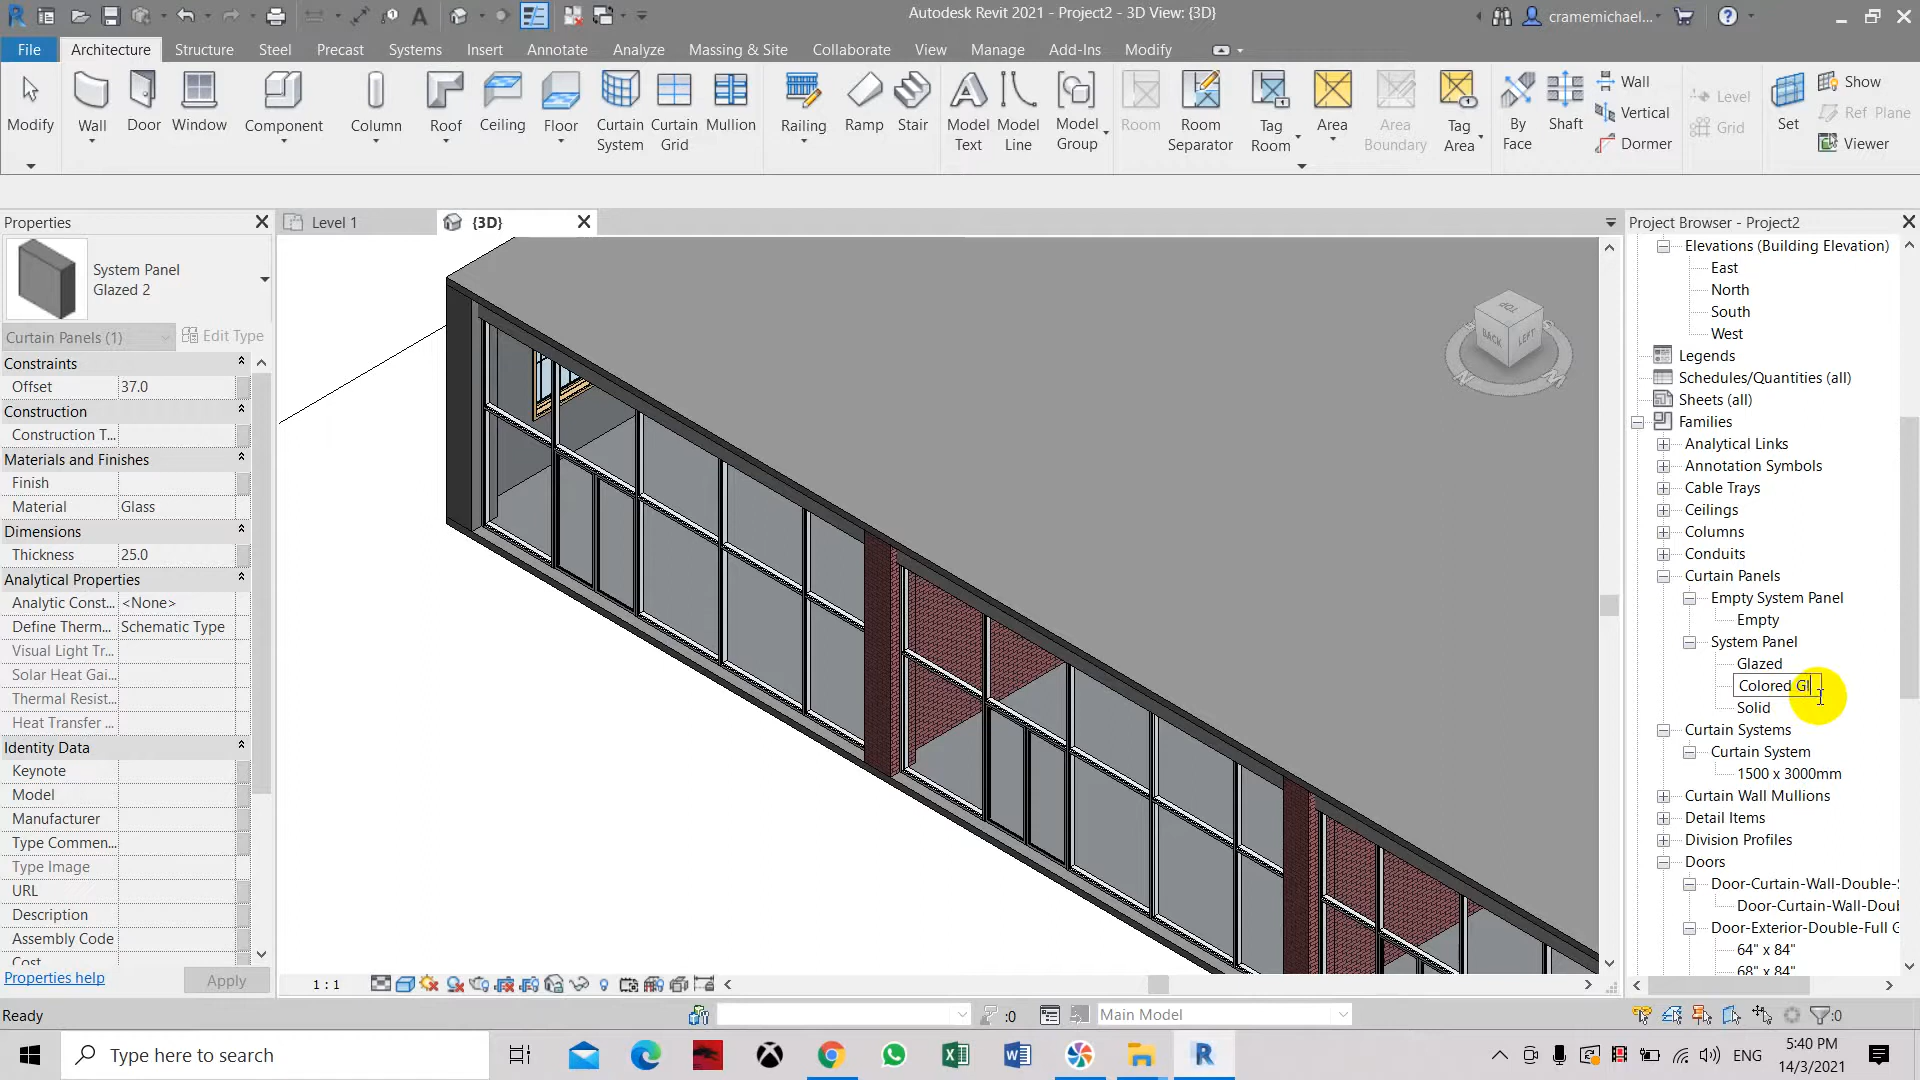 Autodesk Revit 2021 - Project2 - 3D View: {3D}
cramemichael...
File Architecture Structure Steel Precast Systems Insert Annotate Analyze Massing & Site Collaborate View Manage Add-Ins Modify
Modify
Wall
Door
Window
Component
Column
Roof
Ceiling
Floor
Curtain System
Curtain Grid
Mullion
Railing
Ramp
Stair
Model Text
Model Line
Model Group
Room
Room Separator
Tag Room
Area
Area Boundary
Tag Area
By Face
Shaft
Wall
Vertical
Dormer
Level
Grid
Set
Show
Ref Plane
Viewer
Properties
System Panel
Glazed 2
Curtain Panels (1)
Edit Type
Constraints
Offset 37.0
Construction
Construction T...
Materials and Finishes
Finish
Material Glass
Dimensions
Thickness 25.0
Analytical Properties
Analytic Const... <None>
Define Therm... Schematic Type
Visual Light Tr...
Solar Heat Gai...
Thermal Resist...
Heat Transfer ...
Identity Data
Keynote
Model
Manufacturer
Type Commen...
Type Image
URL
Description
Assembly Code
Cost
Properties help
Apply
Level 1
{3D}
TOP
BACK
LEFT
1 : 1
Project Browser - Project2
Elevations (Building Elevation)
East
North
South
West
Legends
Schedules/Quantities (all)
Sheets (all)
Families
Analytical Links
Annotation Symbols
Cable Trays
Ceilings
Columns
Conduits
Curtain Panels
Empty System Panel
Empty
System Panel
Glazed
Colored Gl
Solid
Curtain Systems
Curtain System
1500 x 3000mm
Curtain Wall Mullions
Detail Items
Division Profiles
Doors
Door-Curtain-Wall-Double-S
Door-Curtain-Wall-Doub
Door-Exterior-Double-Full G
64" x 84"
68" x 84"
Ready
:0
Main Model
:0
Type here to search
ENG
5:40 PM
14/3/2021